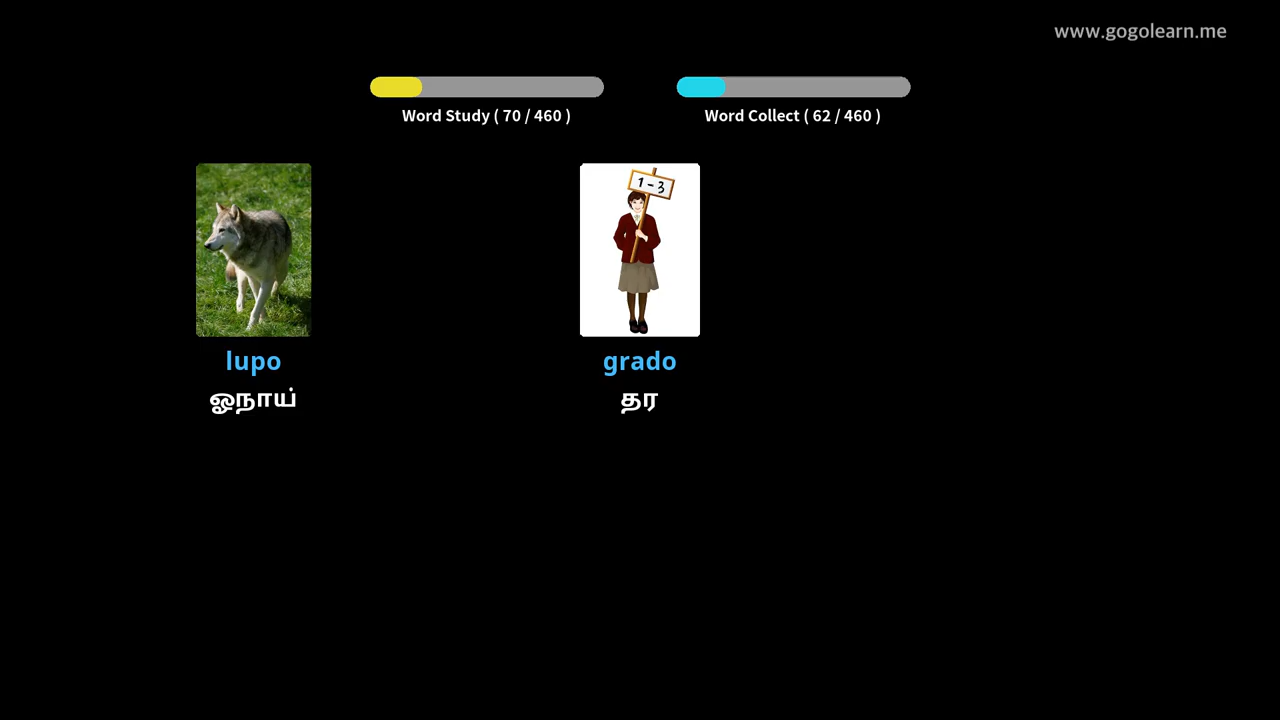 www.gogolearn.me
Word Study ( 70 / 460 )
Word Collect ( 62 / 460 )
1 - 3
lupo
ஓநாய்
grado
தர